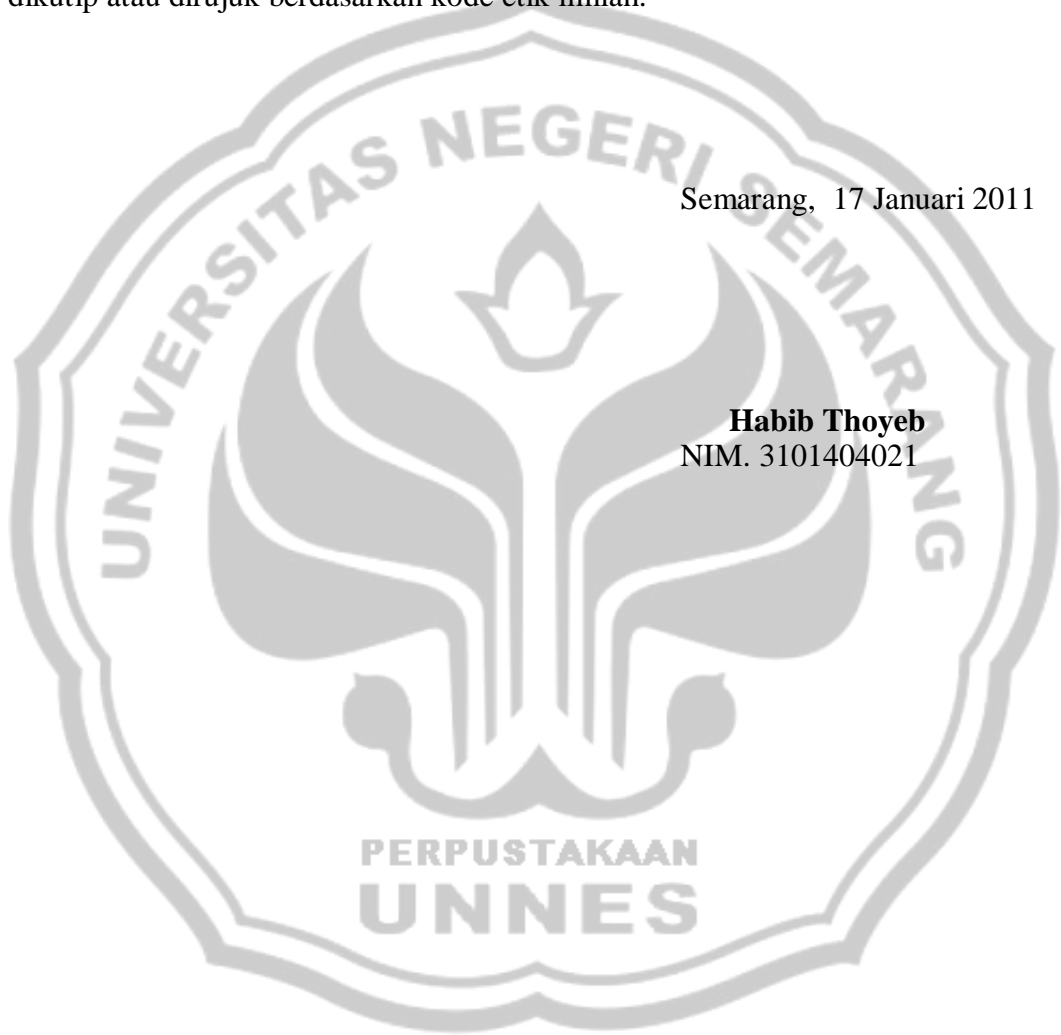 dikutip atau dirujuk berdasarkan kode etik ilmiah.
UNIVERSITAS NEGERI SEMARANG
Semarang, 17 Januari 2011
Habib Thoyeb
NIM. 3101404021
PERPUSTAKAAN
UNNES